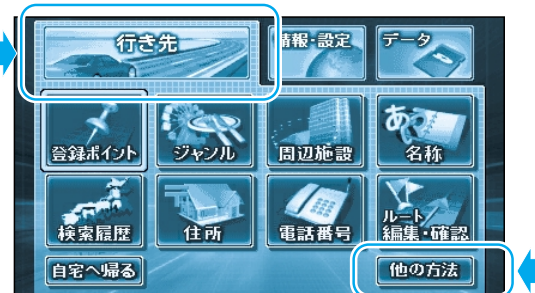 行き先
情報・設定
データ
登録ポイント
ジャンル
周辺施設
名称
検索履歴
住所
電話番号
ルート
編集・確認
自宅へ帰る
他の方法